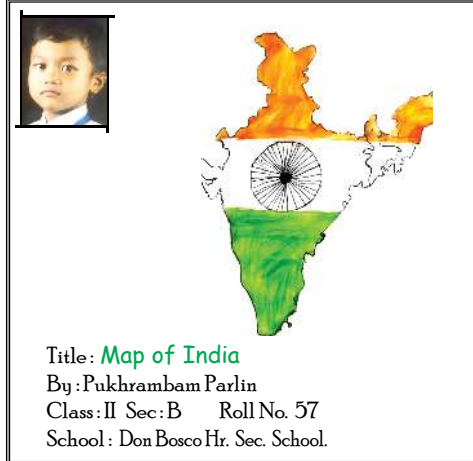 Title : Map of India
By : Pukhrambam Parlin
Class : II Sec : B Roll No. 57
School : Don Bosco Hr. Sec. School.